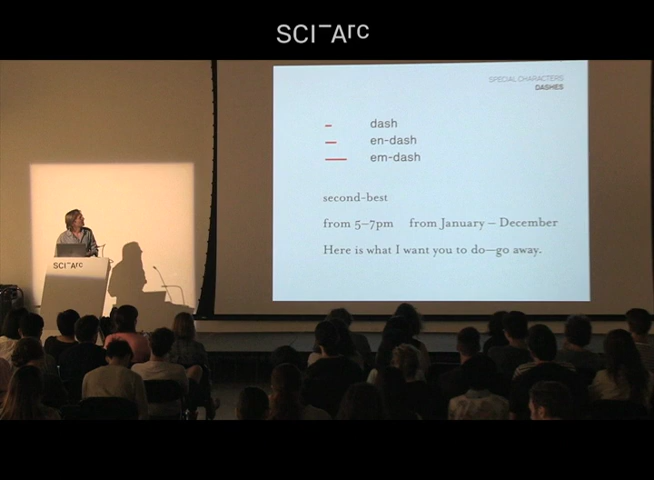 SCI-Arc
SPECIAL CHARACTERS
DASHES
- dash
– en-dash
— em-dash
second-best
from 5–7pm from January – December
Here is what I want you to do—go away.
SCI-Arc